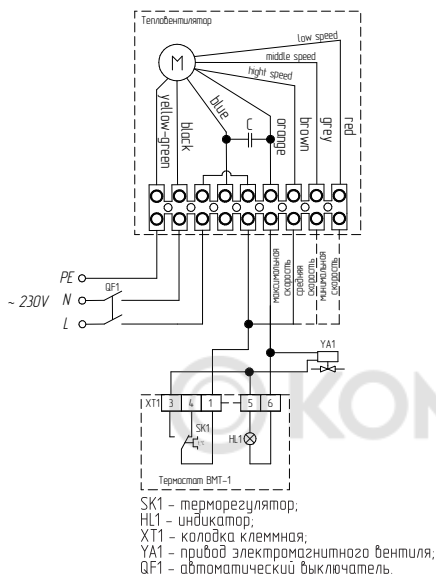 Тепловентилятор
low speed
middle speed
hight speed
M
yellow-green
black
blue
C
orange
brown
grey
red
максимальная скорость
средняя скорость
минимальная скорость
PE
QF1
~ 230V
N
L
YA1
XT1 3 4 1 5 6
SK1
t°C
HL1
Термостат ВМТ-1
KON
SK1 - терморегулятор;
HL1 - индикатор;
XT1 - колодка клеммная;
YA1 - привод электромагнитного вентиля;
QF1 - автоматический выключатель.